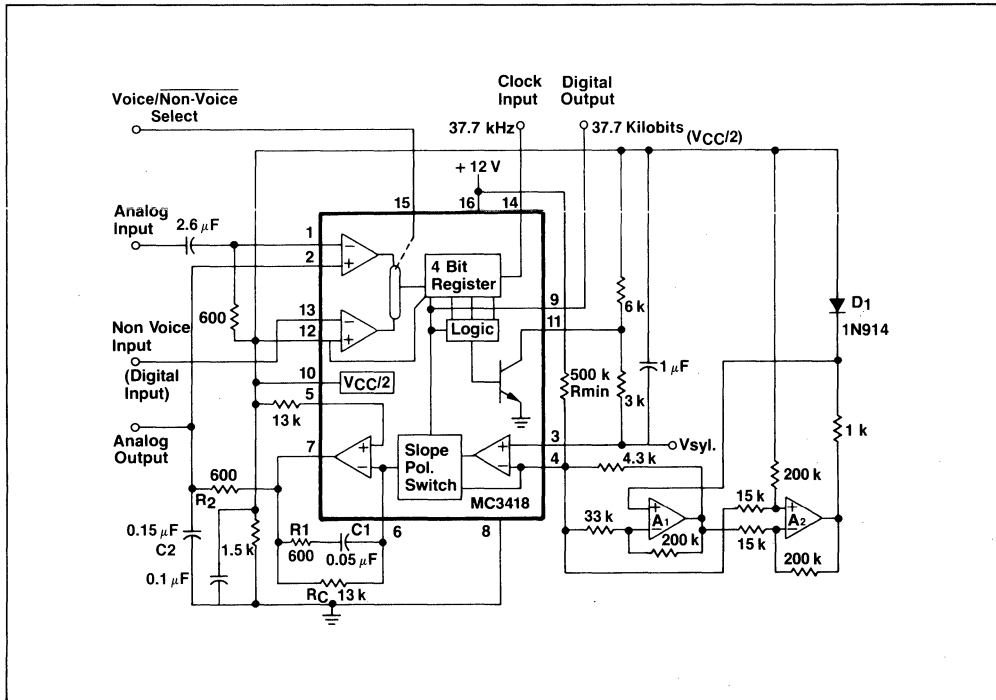 Clock Input
Digital Output
Voice/Non-Voice Select
37.7 kHz
37.7 Kilobits
(VCC/2)
+ 12 V
15
16
14
Analog Input
2.6 μF
1
2
4 Bit Register
9
D1
1N914
6 k
11
13
12
600
Logic
Non Voice Input
(Digital Input)
1 μF
10
VCC/2
500 k
Rmin
3 k
1 k
5
13 k
Analog Output
7
Slope Pol. Switch
3
Vsyl.
4
4.3 k
200 k
600
R2
MC3418
15 k
A1
A2
33 k
15 k
6
8
0.15 μF
C2
1.5 k
R1
600
C1
0.05 μF
200 k
200 k
0.1 μF
RC
13 k